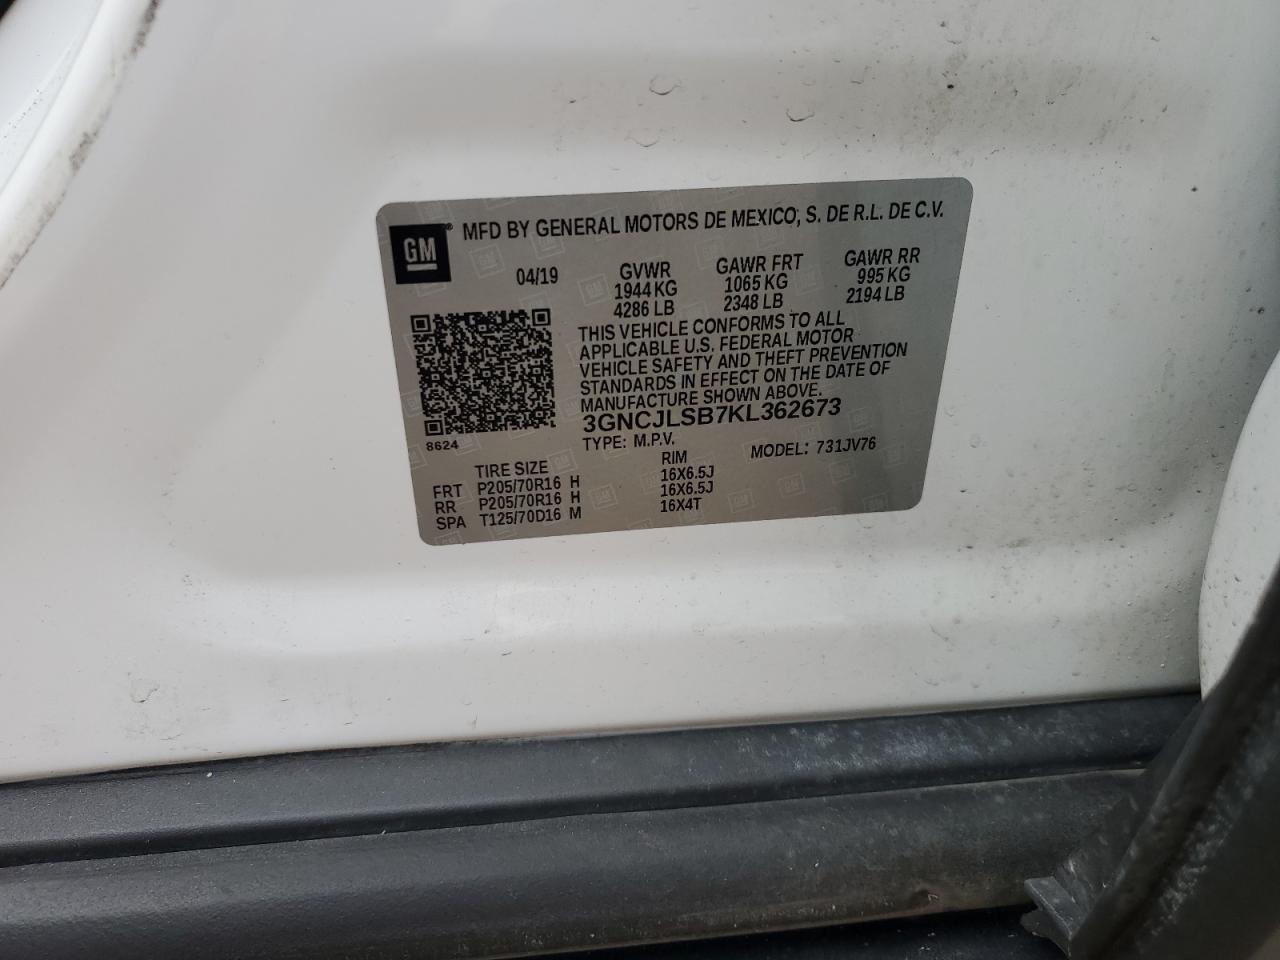 GM ® MFD BY GENERAL MOTORS DE MEXICO, S. DE R.L. DE C.V.
04/19 GVWR GAWR FRT GAWR RR
1944 KG 1065 KG 995 KG
4286 LB 2348 LB 2194 LB
THIS VEHICLE CONFORMS TO ALL
APPLICABLE U.S. FEDERAL MOTOR
VEHICLE SAFETY AND THEFT PREVENTION
STANDARDS IN EFFECT ON THE DATE OF
MANUFACTURE SHOWN ABOVE.
3GNCJLSB7KL362673
8624
TYPE: M.P.V. MODEL: 731JV76
TIRE SIZE RIM
FRT P205/70R16 H 16X6.5J
RR P205/70R16 H 16X6.5J
SPA T125/70D16 M 16X4T